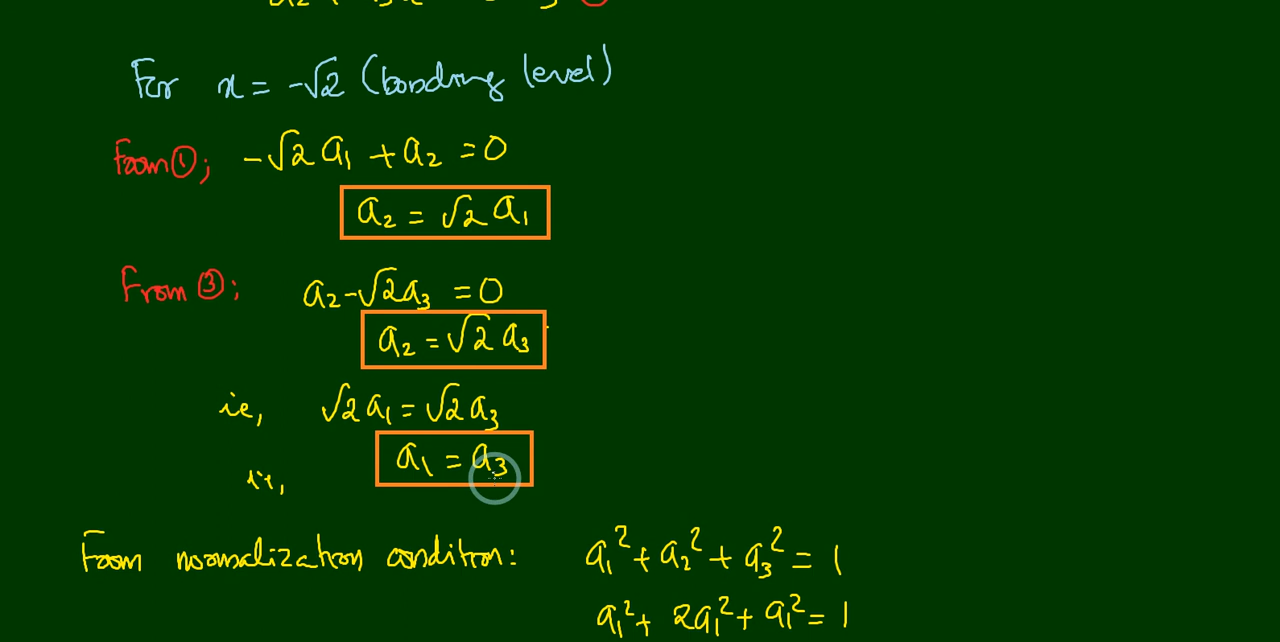 For x = -√2 (bonding level)
From ①; -√2 a₁ + a₂ = 0
a₂ = √2 a₁
From ③; a₂ - √2 a₃ = 0
a₂ = √2 a₃
ie, √2 a₁ = √2 a₃
ie, a₁ = a₃
From normalization condition: a₁² + a₂² + a₃² = 1
a₁² + 2a₁² + a₁² = 1